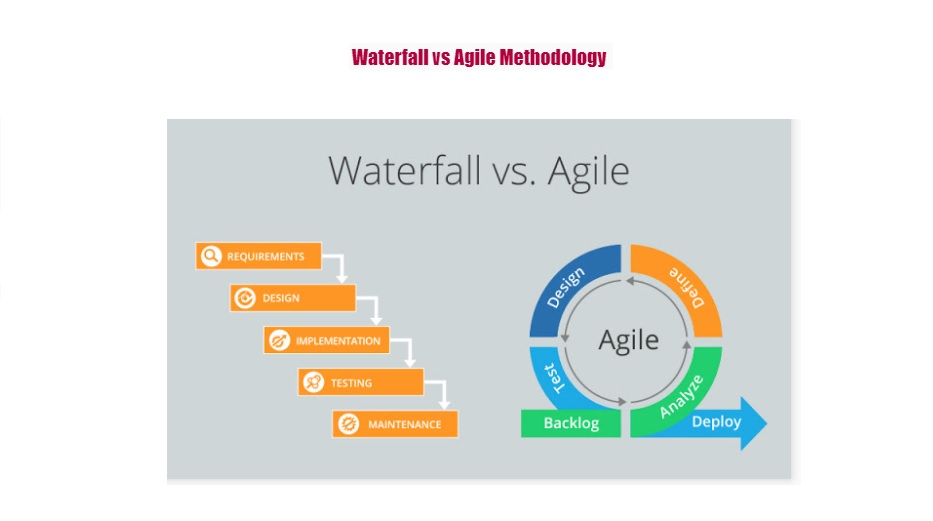 Waterfall vs Agile Methodology
Waterfall vs. Agile
REQUIREMENTS
DESIGN
IMPLEMENTATION
TESTING
MAINTENANCE
Design
Define
Agile
Test
Analyze
Backlog
Deploy